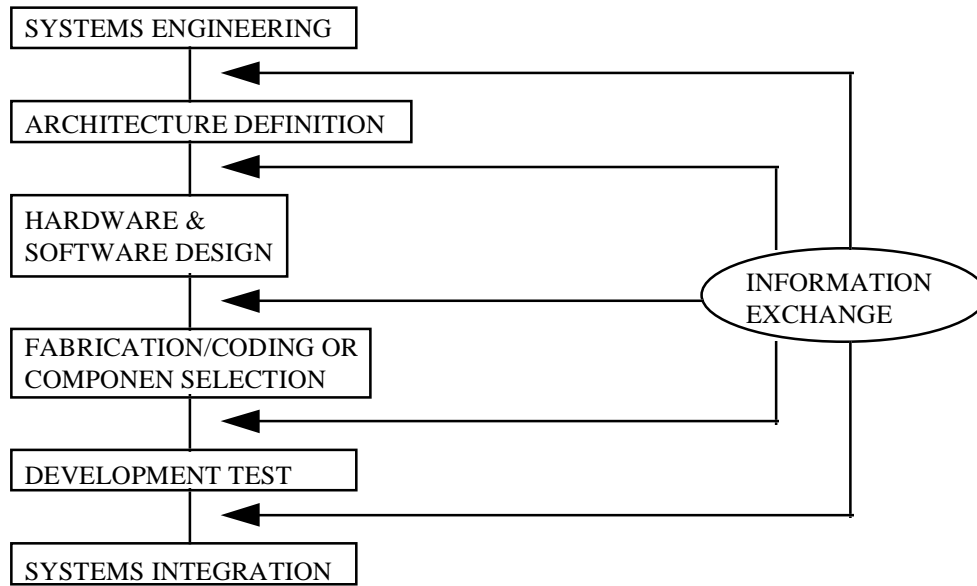 SYSTEMS ENGINEERING
ARCHITECTURE DEFINITION
HARDWARE &
SOFTWARE DESIGN
INFORMATION
EXCHANGE
FABRICATION/CODING OR
COMPONEN SELECTION
DEVELOPMENT TEST
SYSTEMS INTEGRATION